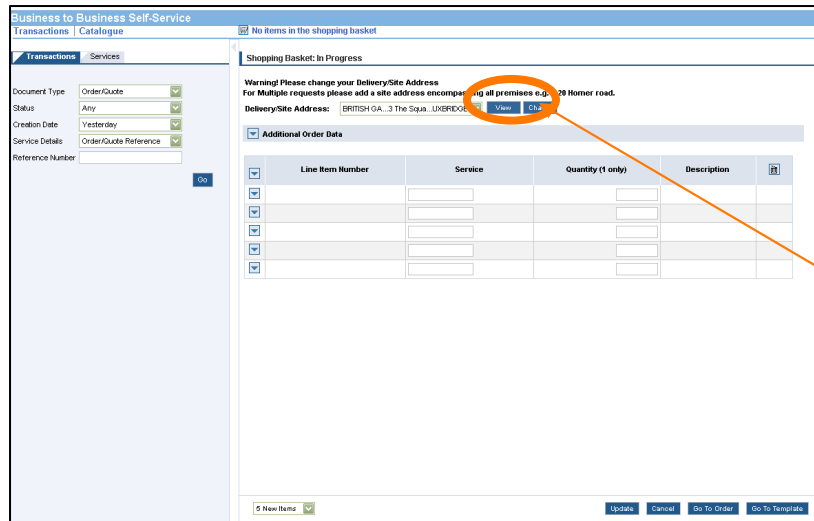 Business to Business Self-Service
Transactions | Catalogue
No items in the shopping basket
Transactions Services
Shopping Basket: In Progress
Warning! Please change your Delivery/Site Address
For Multiple requests please add a site address encompassing all premises e.g. 20 Homer road.
Delivery/Site Address: BRITISH GA...3 The Squa...UXBRIDGE View
Additional Order Data
Document Type Order/Quote
Status Any
Creation Date Yesterday
Service Details Order/Quote Reference
Reference Number
Go
Line Item Number Service Quantity (1 only) Description
5 New Items Update Cancel Go To Order Go To Template